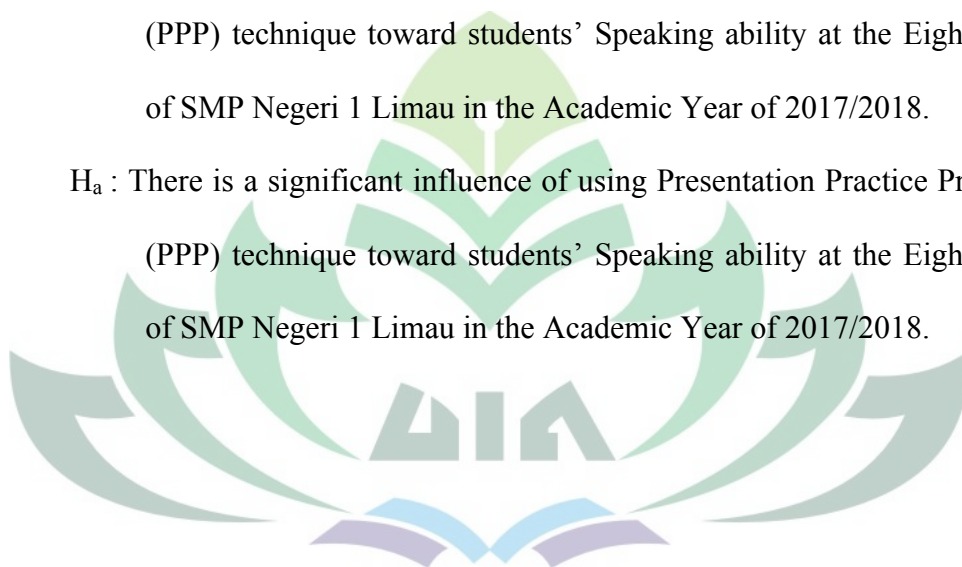 (PPP) technique toward students’ Speaking ability at the Eigh
of SMP Negeri 1 Limau in the Academic Year of 2017/2018.
Ha : There is a significant influence of using Presentation Practice Pr
(PPP) technique toward students’ Speaking ability at the Eigh
of SMP Negeri 1 Limau in the Academic Year of 2017/2018.
UIN